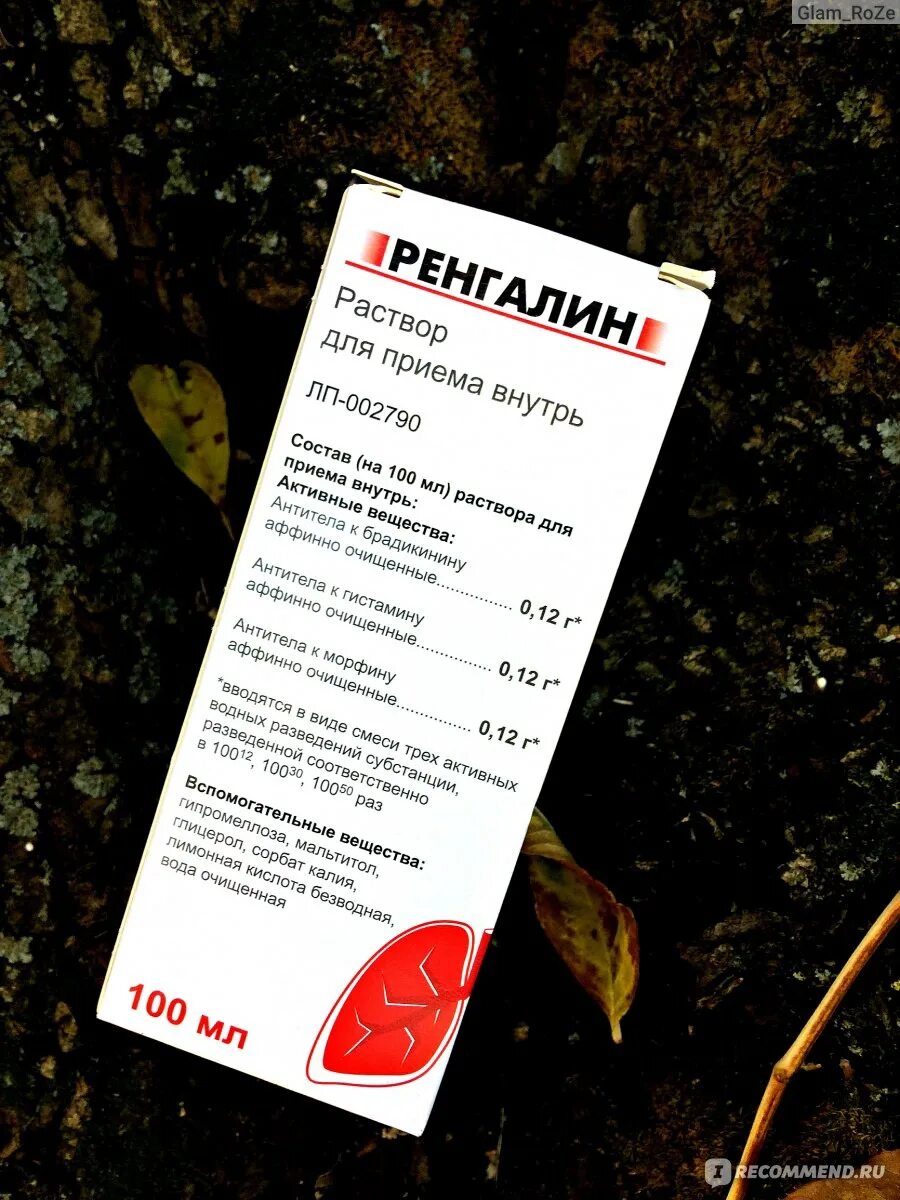 Glam_RoZe
РЕНГАЛИН
Раствор
для приема внутрь
ЛП-002790
Состав (на 100 мл) раствора для
приема внутрь:
Активные вещества:
Антитела к брадикинину
аффинно очищенные................ 0,12 г*
Антитела к гистамину
аффинно очищенные................ 0,12 г*
Антитела к морфину
аффинно очищенные................ 0,12 г*
*вводятся в виде смеси трех активных
водных разведений субстанции,
разведенной соответственно
в 100¹², 100³⁰, 100⁵⁰ раз
Вспомогательные вещества:
гипромеллоза, мальтитол,
глицерол, сорбат калия,
лимонная кислота безводная,
вода очищенная
100 мл
I RECOMMEND.RU